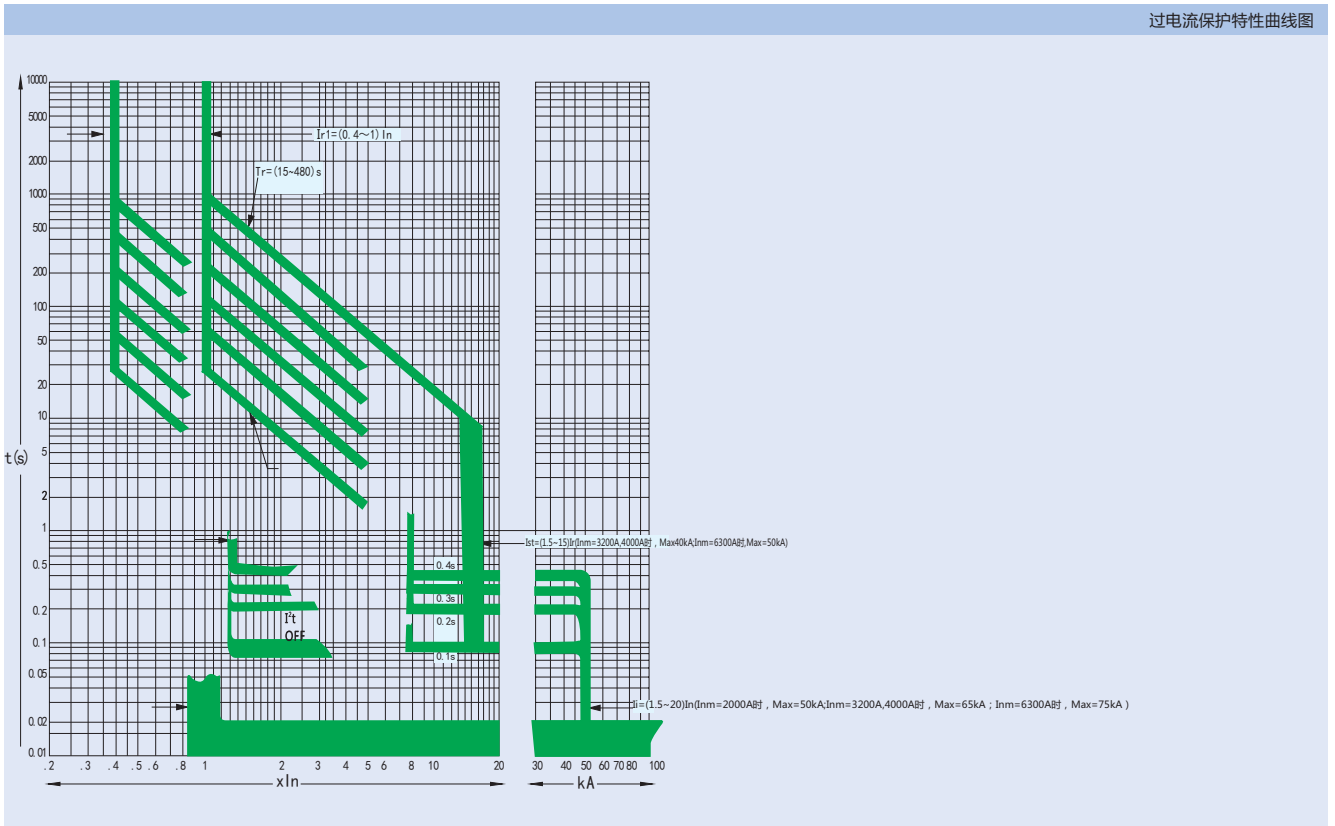 过电流保护特性曲线图
10000
5000
2000
1000
500
200
100
50
20
10
5
2
1
0.5
0.2
0.1
0.05
0.02
0.01
t(s)
Ir1=(0.4～1)In
Tr=(15~480)s
Ist=(1.5~15)Ir(Inm=3200A,4000A时，Max40kA;Inm=6300A时,Max=50kA)
0.4s
0.3s
0.2s
0.1s
I²t
OFF
Ii=(1.5~20)In(Inm=2000A时，Max=50kA;Inm=3200A,4000A时，Max=65kA；Inm=6300A时，Max=75kA )
.2 .3 .4 .5 .6 .8 1 2 3 4 5 6 8 10 20
30 40 50 60 70 80 100
xIn
kA